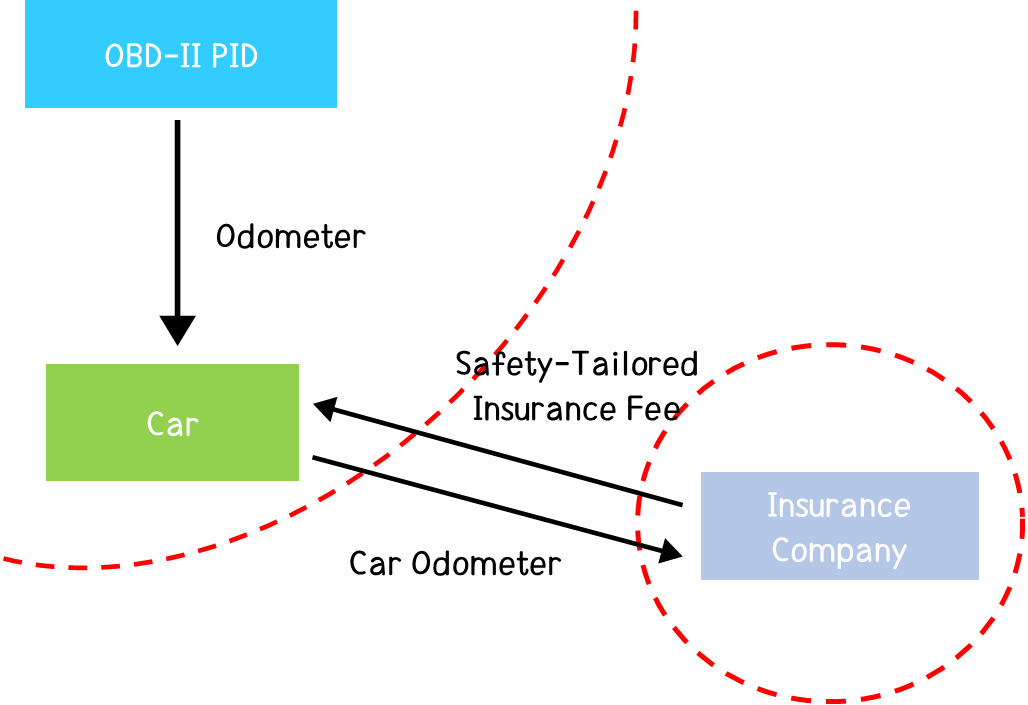 OBD-II PID
Odometer
Safety-Tailored
Insurance Fee
Car
Insurance
Company
Car Odometer